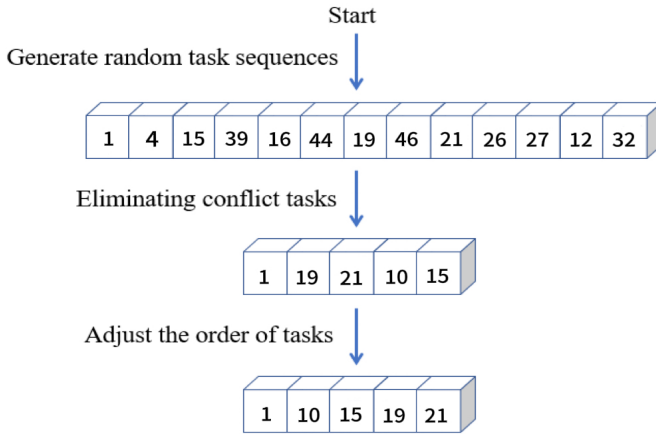 Start
Generate random task sequences
1 4 15 39 16 44 19 46 21 26 27 12 32
Eliminating conflict tasks
1 19 21 10 15
Adjust the order of tasks
1 10 15 19 21